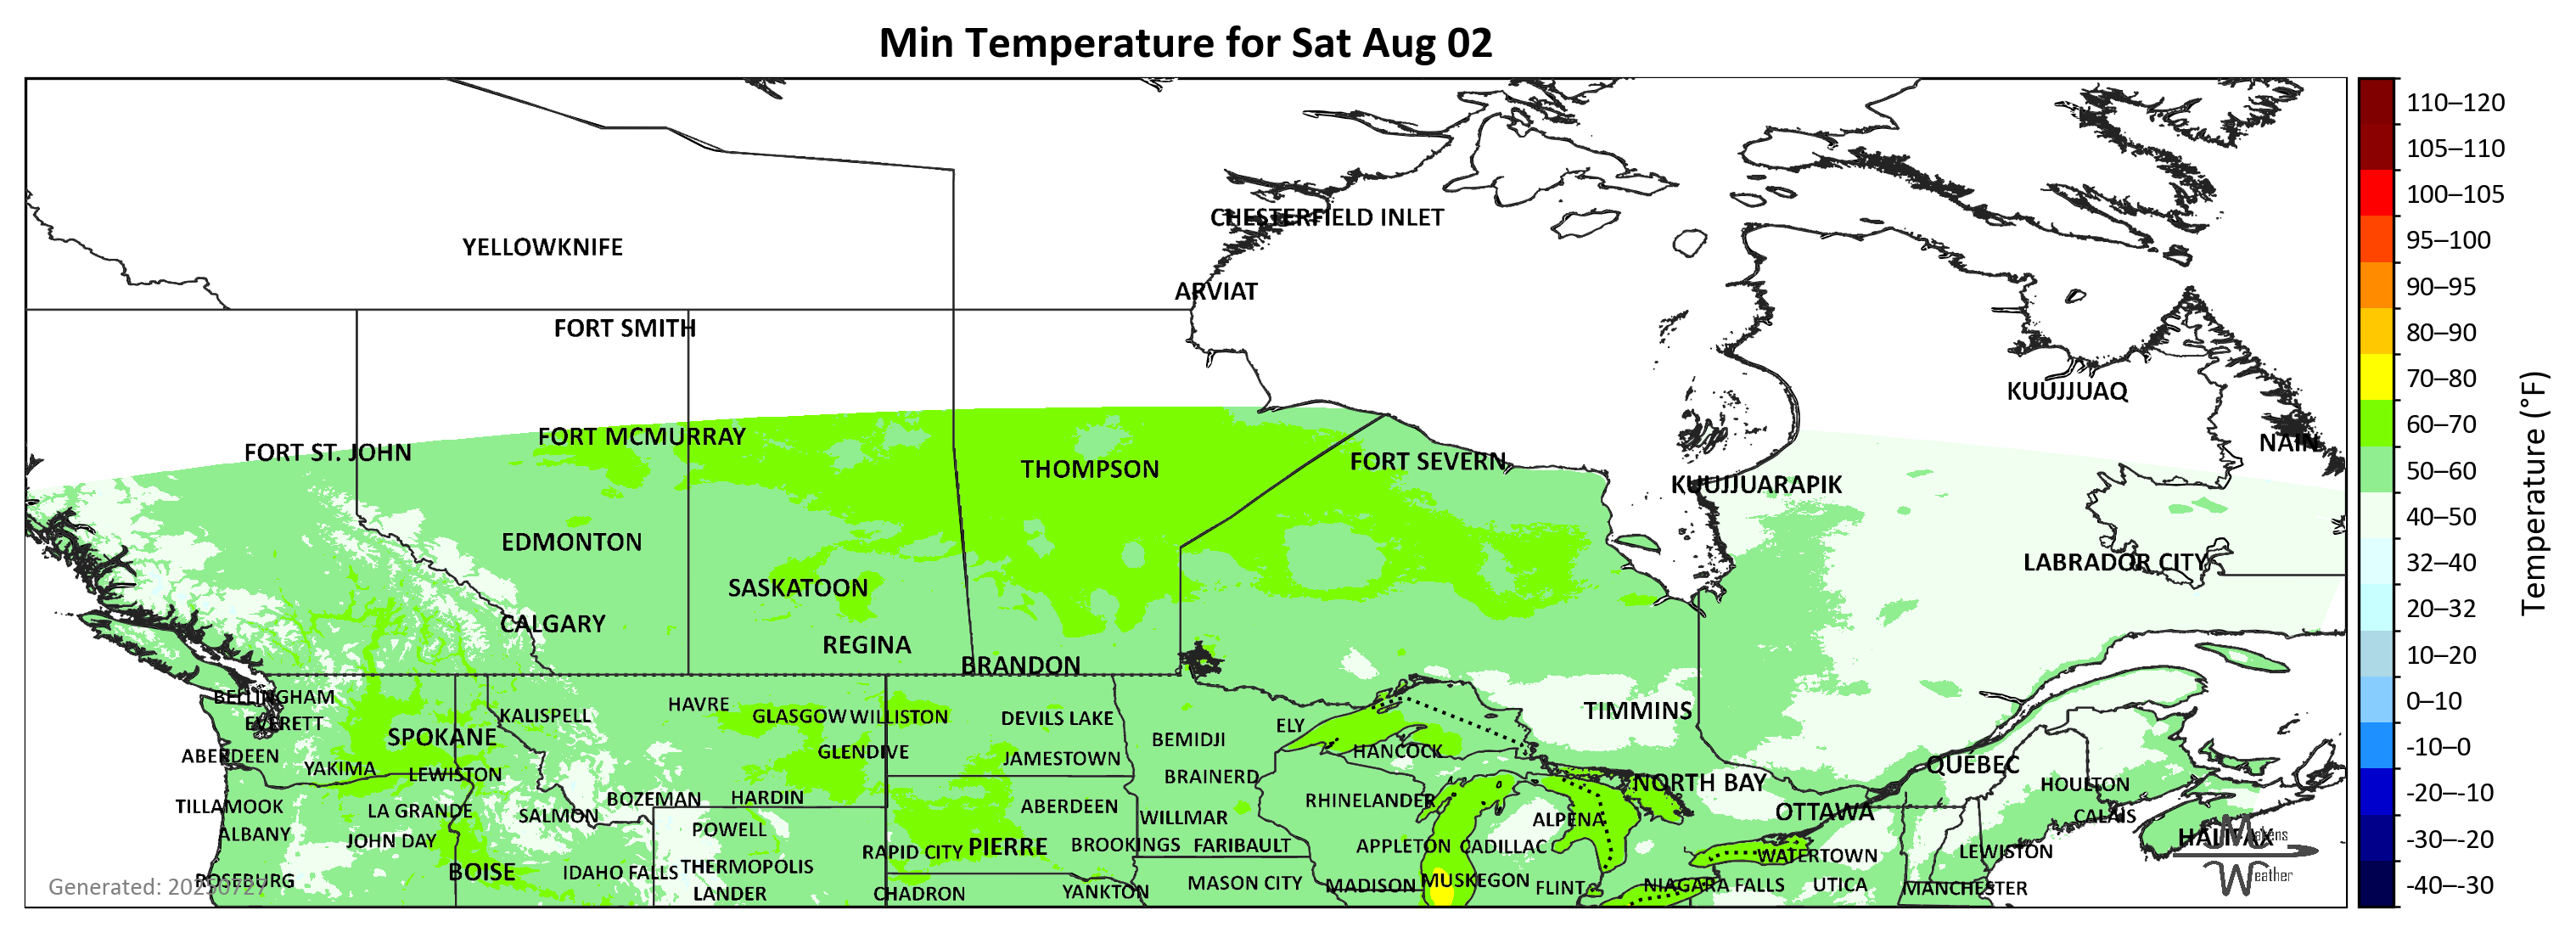 Min Temperature for Sat Aug 02
110–120
105–110
100–105
95–100
90–95
80–90
70–80
60–70
50–60
40–50
32–40
20–32
10–20
0–10
-10–0
-20–-10
-30–-20
-40–-30
Temperature (°F)
CHESTERFIELD INLET
YELLOWKNIFE
ARVIAT
FORT SMITH
KUUJJUAQ
FORT MCMURRAY
NAIN
FORT ST. JOHN
FORT SEVERN
THOMPSON
KUUJJUARAPIK
EDMONTON
LABRADOR CITY
SASKATOON
CALGARY
REGINA
BRANDON
BELLINGHAM
HAVRE
TIMMINS
KALISPELL
GLASGOW
WILLISTON
DEVILS LAKE
EVERETT
ELY
SPOKANE
BEMIDJI
HANCOCK
GLENDIVE
ABERDEEN
JAMESTOWN
QUÉBEC
YAKIMA
LEWISTON
BRAINERD
NORTH BAY
HOULTON
BOZEMAN
HARDIN
RHINELANDER
TILLAMOOK
ABERDEEN
LA GRANDE
OTTAWA
SALMON
WILLMAR
CALAIS
ALPENA
POWELL
ALBANY
HALIFAX
JOHN DAY
PIERRE
BROOKINGS
FARIBAULT
APPLETON
CADILLAC
RAPID CITY
LEWISTON
WATERTOWN
THERMOPOLIS
BOISE
IDAHO FALLS
ROSEBURG
MUSKEGON
MASON CITY
MADISON
FLINT
NIAGARA FALLS
UTICA
MANCHESTER
LANDER
CHADRON
YANKTON
Generated: 20250727
Makens
Weather